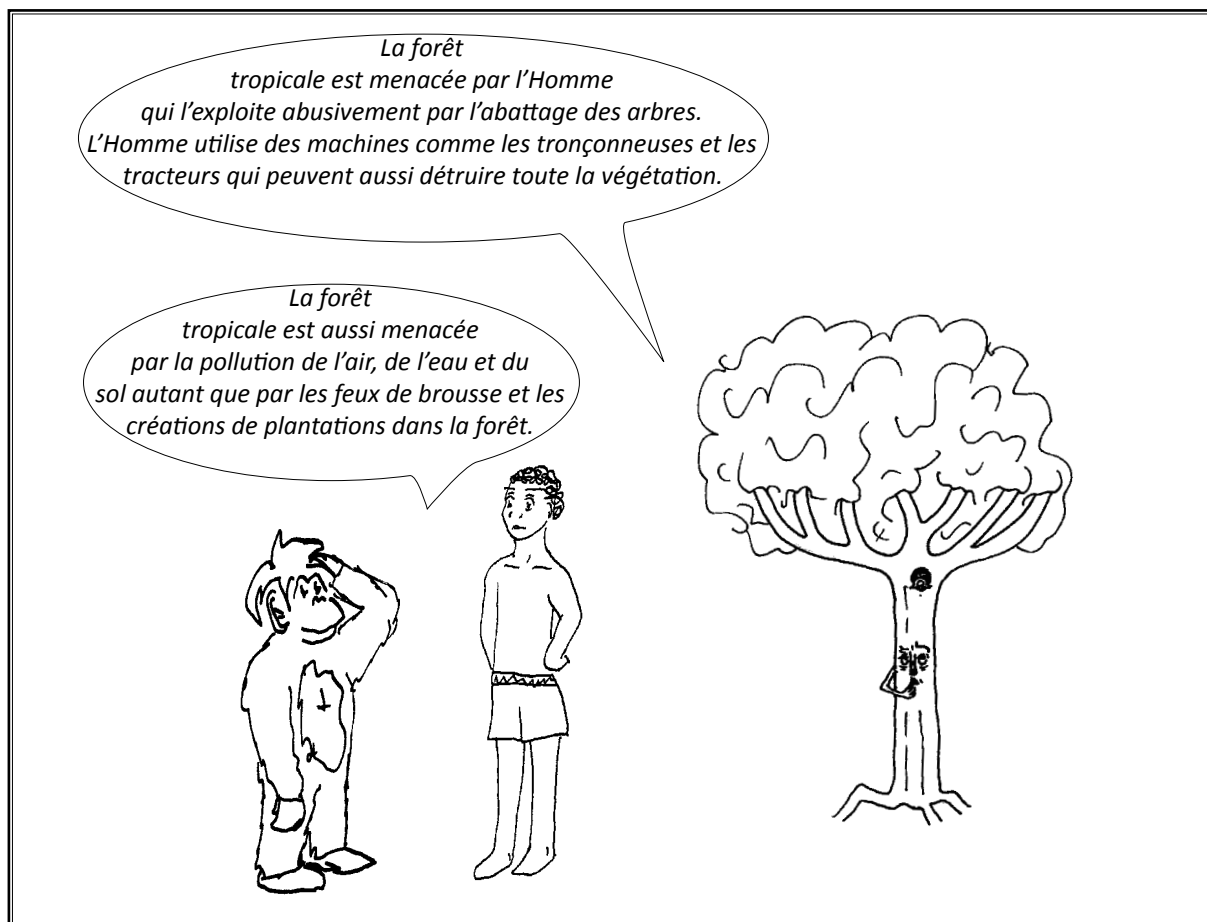 La forêt
tropicale est menacée par l’Homme
qui l’exploite abusivement par l’abattage des arbres.
L’Homme utilise des machines comme les tronçonneuses et les
tracteurs qui peuvent aussi détruire toute la végétation.
La forêt
tropicale est aussi menacée
par la pollution de l’air, de l’eau et du
sol autant que par les feux de brousse et les
créations de plantations dans la forêt.